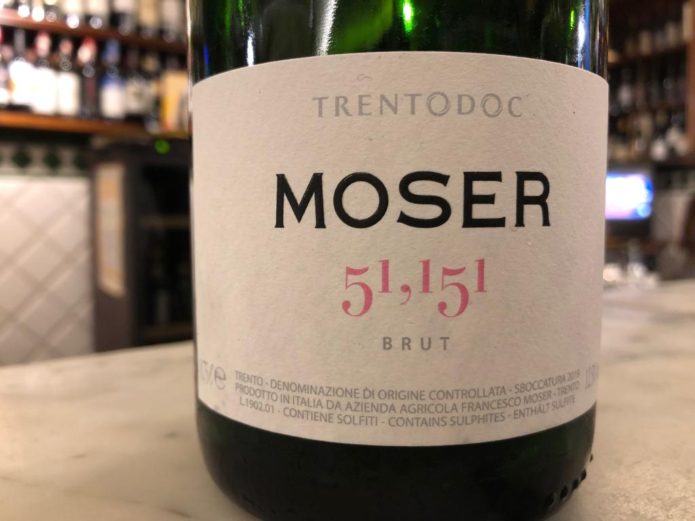 TRENTODOC
MOSER
51,151
BRUT
TRENTO - DENOMINAZIONE DI ORIGINE CONTROLLATA - SBOCCATURA 2019
PRODOTTO IN ITALIA DA AZIENDA AGRICOLA FRANCESCO MOSER - TRENTO
L.1902.01 - CONTIENE SOLFITI - CONTAINS SULPHITES - ENTHÄLT SULFITE